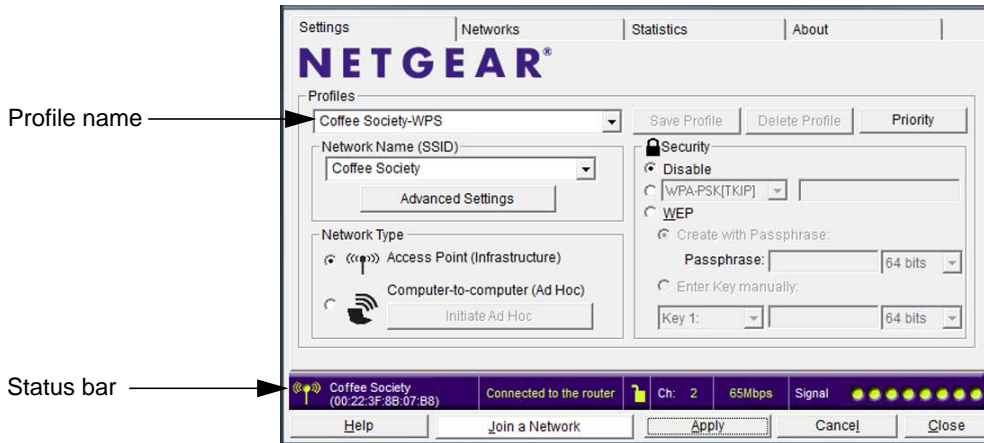 Settings
Networks
Statistics
About
NETGEAR®
Profiles
Profile name
Coffee Society-WPS
Save Profile
Delete Profile
Priority
Network Name (SSID)
Coffee Society
Advanced Settings
Security
Disable
WPA-PSK[TKIP]
WEP
Create with Passphrase:
Passphrase:
64 bits
Enter Key manually:
Key 1:
64 bits
Network Type
Access Point (Infrastructure)
Computer-to-computer (Ad Hoc)
Initiate Ad Hoc
Status bar
Coffee Society
(00:22:3F:8B:07:B8)
Connected to the router
Ch: 2
65Mbps
Signal
Help
Join a Network
Apply
Cancel
Close